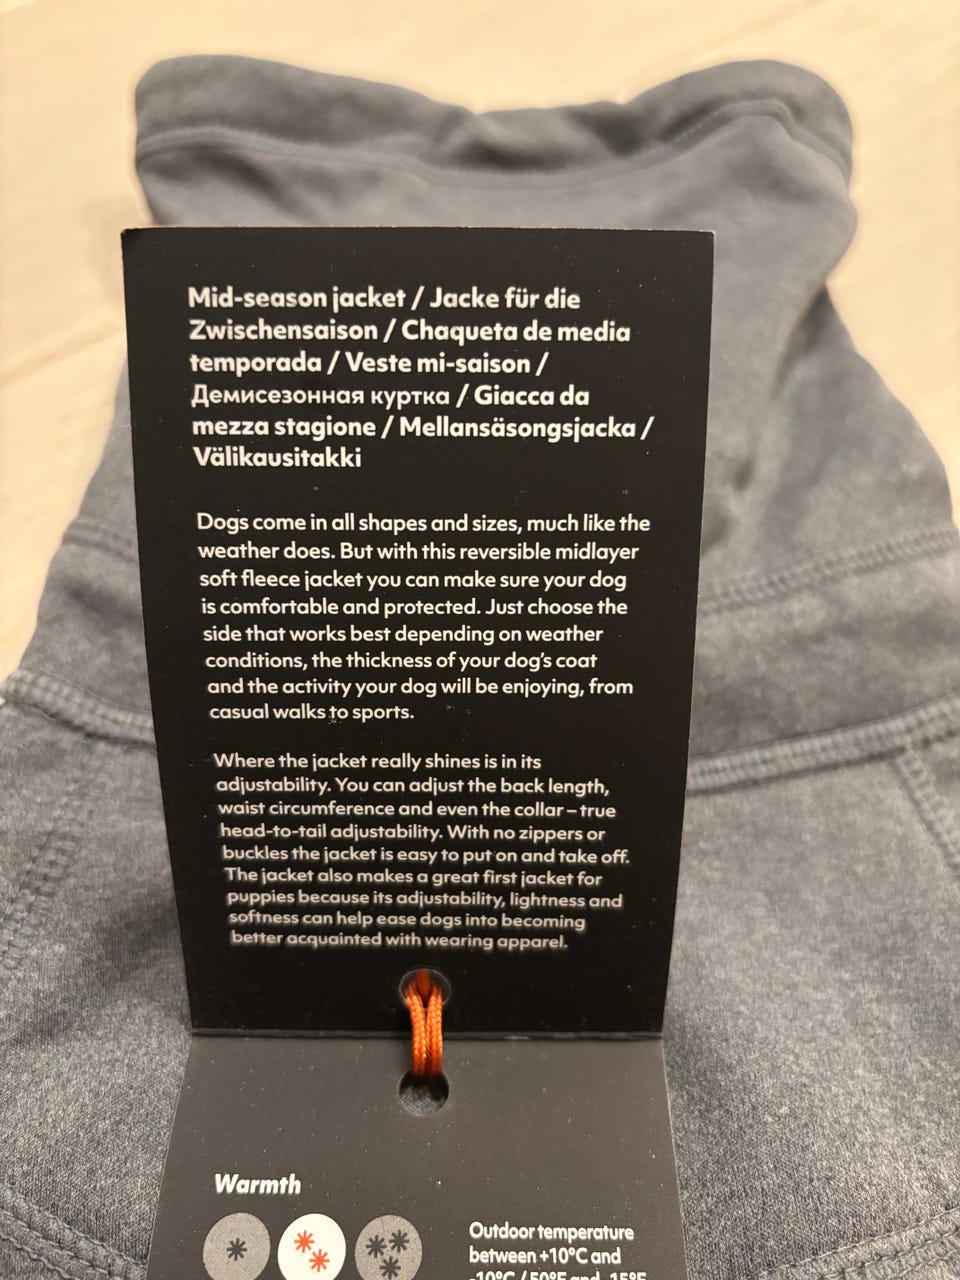 Mid-season jacket / Jacke für die
Zwischensaison / Chaqueta de media
temporada / Veste mi-saison /
Демисезонная куртка / Giacca da
mezza stagione / Mellansäsongsjacka /
Välikausitakki
Dogs come in all shapes and sizes, much like the
weather does. But with this reversible midlayer
soft fleece jacket you can make sure your dog
is comfortable and protected. Just choose the
side that works best depending on weather
conditions, the thickness of your dog's coat
and the activity your dog will be enjoying, from
casual walks to sports.
Where the jacket really shines is in its
adjustability. You can adjust the back length,
waist circumference and even the collar – true
head-to-tail adjustability. With no zippers or
buckles the jacket is easy to put on and take off.
The jacket also makes a great first jacket for
puppies because its adjustability, lightness and
softness can help ease dogs into becoming
better acquainted with wearing apparel.
Warmth
Outdoor temperature
between +10°C and
-10°C / 50°F and -15°F